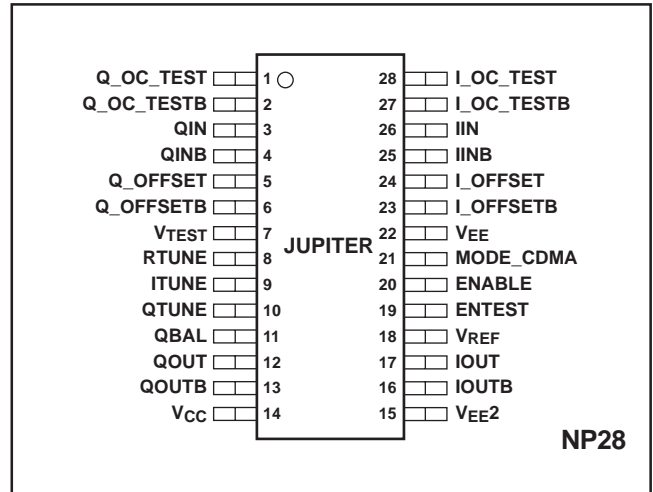 Q_OC_TEST 1 28 I_OC_TEST
Q_OC_TESTB 2 27 I_OC_TESTB
QIN 3 26 IIN
QINB 4 25 IINB
Q_OFFSET 5 24 I_OFFSET
Q_OFFSETB 6 23 I_OFFSETB
VTEST 7 22 VEE
JUPITER
RTUNE 8 21 MODE_CDMA
ITUNE 9 20 ENABLE
QTUNE 10 19 ENTEST
QBAL 11 18 VREF
QOUT 12 17 IOUT
QOUTB 13 16 IOUTB
VCC 14 15 VEE2
NP28